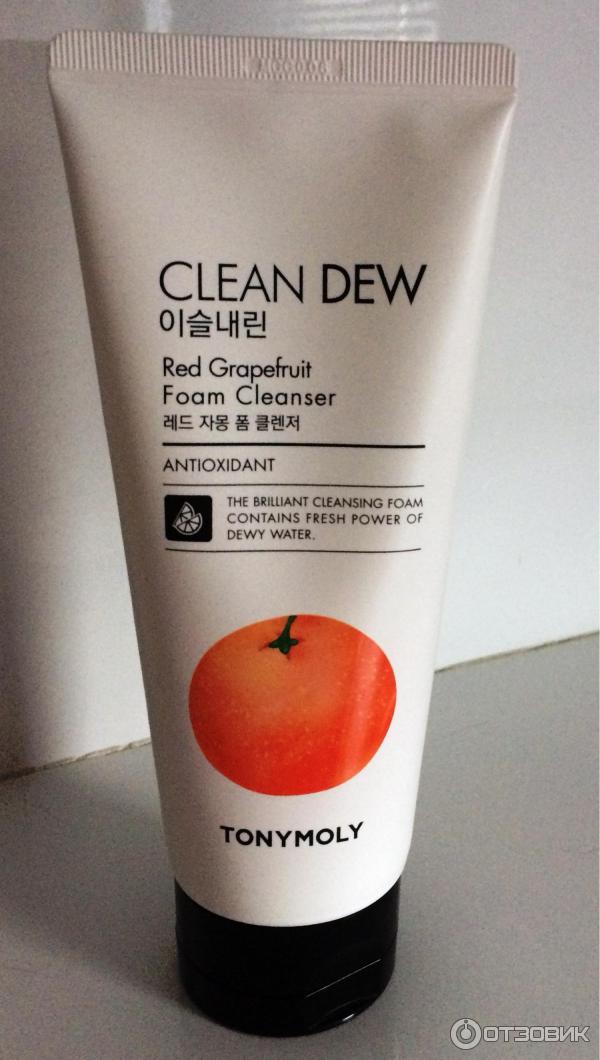 CLEAN DEW
이슬내린
Red Grapefruit
Foam Cleanser
레드 자몽 폼 클렌저
ANTIOXIDANT
THE BRILLIANT CLEANSING FOAM
CONTAINS FRESH POWER OF
DEWY WATER.
TONYMOLY
ОТЗОВИК